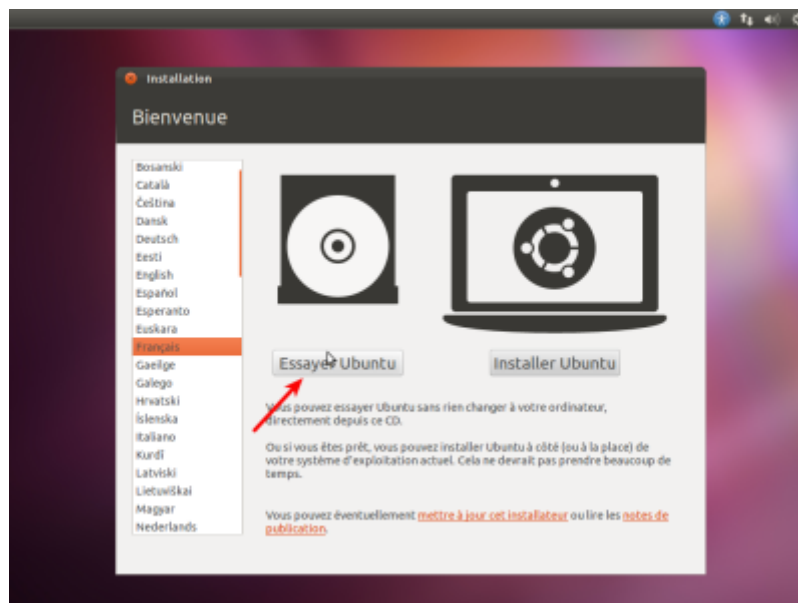 Installation
Bienvenue
Bosanski
Català
Čeština
Dansk
Deutsch
Eesti
English
Español
Esperanto
Euskara
Français
Gaeilge
Galego
Hrvatski
Íslenska
Italiano
Kurdî
Latviski
Lietuviškai
Magyar
Nederlands
Essayer Ubuntu
Installer Ubuntu
Vous pouvez essayer Ubuntu sans rien changer à votre ordinateur,
directement depuis ce CD.
Ou si vous êtes prêt, vous pouvez installer Ubuntu à côté (ou à la place) de
votre système d'exploitation actuel. Cela ne devrait pas prendre beaucoup de
temps.
Vous pouvez éventuellement mettre à jour cet installateur ou lire les notes de
publication.